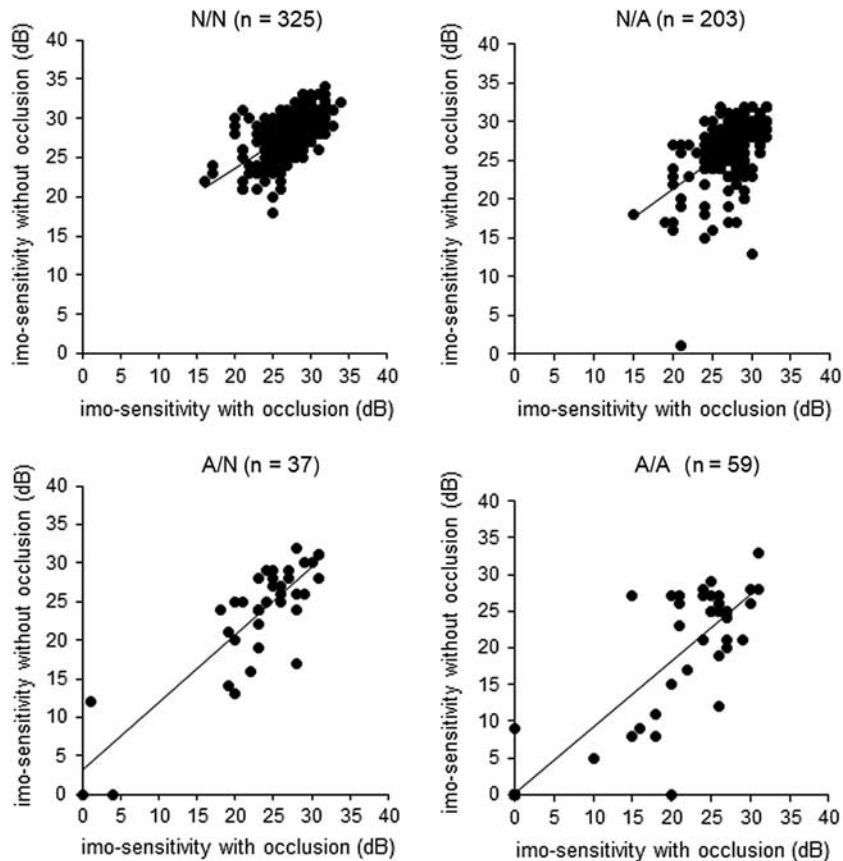 N/N (n = 325)
imo-sensitivity without occlusion (dB)
40
35
30
25
20
15
10
5
0
0 5 10 15 20 25 30 35 40
imo-sensitivity with occlusion (dB)
N/A (n = 203)
imo-sensitivity without occlusion (dB)
40
35
30
25
20
15
10
5
0
0 5 10 15 20 25 30 35 40
imo-sensitivity with occlusion (dB)
A/N (n = 37)
imo-sensitivity without occlusion (dB)
40
35
30
25
20
15
10
5
0
0 5 10 15 20 25 30 35 40
imo-sensitivity with occlusion (dB)
A/A (n = 59)
imo-sensitivity without occlusion (dB)
40
35
30
25
20
15
10
5
0
0 5 10 15 20 25 30 35 40
imo-sensitivity with occlusion (dB)